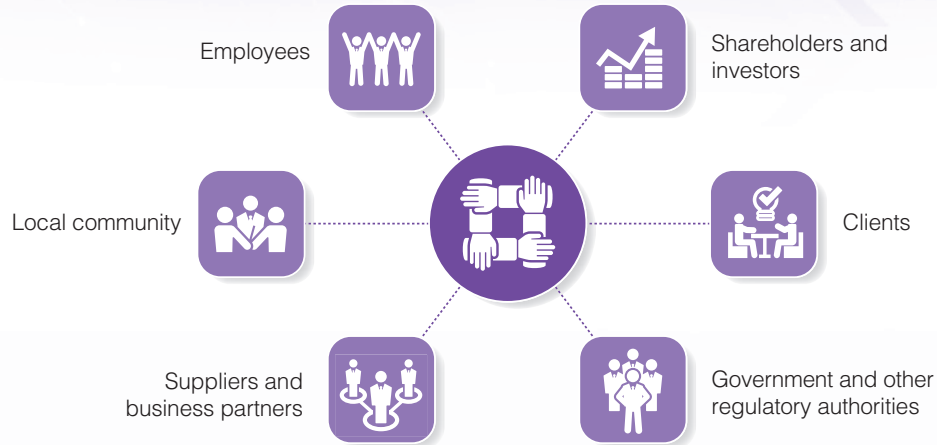 Employees
Shareholders and
investors
Local community
Clients
Suppliers and
business partners
Government and other
regulatory authorities